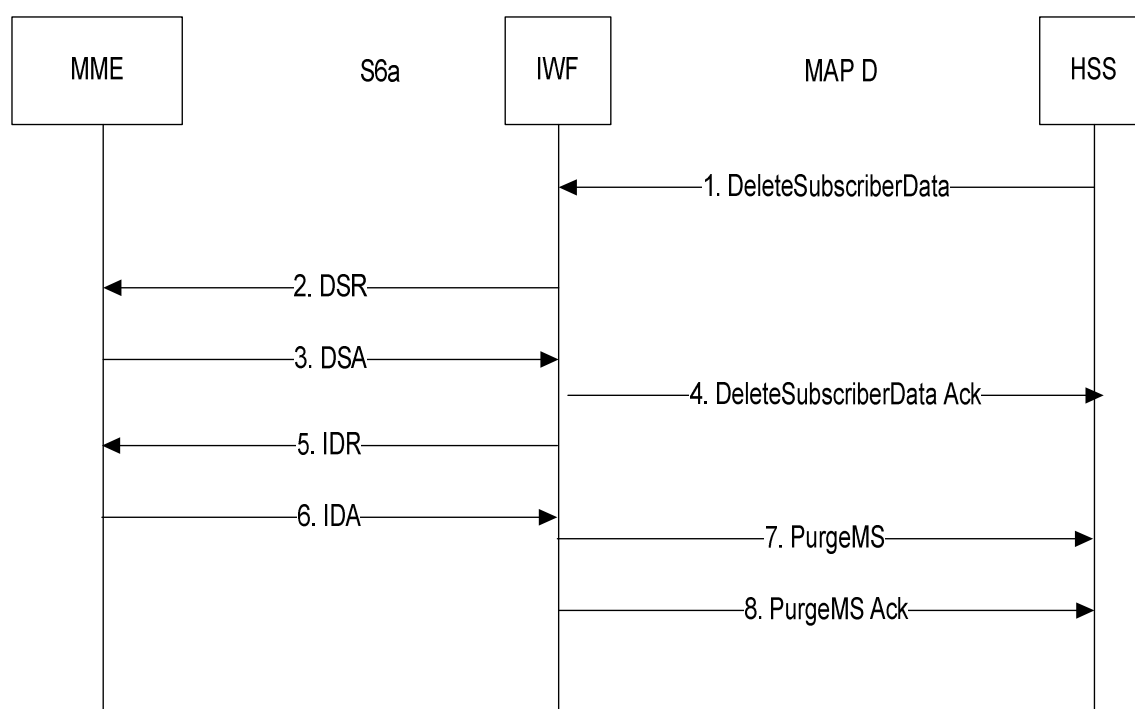 MME
S6a
IWF
MAP D
HSS
1. DeleteSubscriberData
2. DSR
3. DSA
4. DeleteSubscriberData Ack
5. IDR
6. IDA
7. PurgeMS
8. PurgeMS Ack